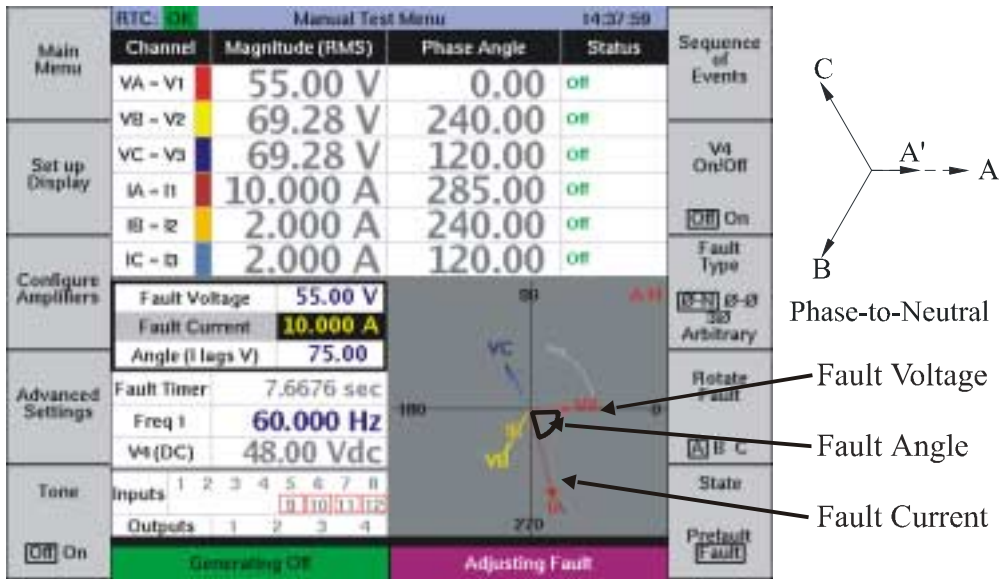 RTC: OK Manual Test Menu 14:37:59
Main Menu
Set up Display
Configure Amplifiers
Advanced Settings
Tone
Off On
Channel Magnitude (RMS) Phase Angle Status
VA - V1 55.00 V 0.00 Off
VB - V2 69.28 V 240.00 Off
VC - V3 69.28 V 120.00 Off
IA - I1 10.000 A 285.00 Off
IB - I2 2.000 A 240.00 Off
IC - I3 2.000 A 120.00 Off
Fault Voltage 55.00 V
Fault Current 10.000 A
Angle (I lags V) 75.00
Fault Timer 7.6676 sec
Freq 1 60.000 Hz
V4 (DC) 48.00 Vdc
Inputs 1 2 3 4 5 6 7 8
9 10 11 12
Outputs 1 2 3 4
Generating Off
90
A-N
VC
180
0
VA
VB
IA
270
Adjusting Fault
Sequence of Events
V4 On/Off
Off On
Fault Type
Ø-N Ø-Ø
3Ø
Arbitrary
Rotate Fault
A B C
State
Prefault
Fault
C
A'
A
B
Phase-to-Neutral
Fault Voltage
Fault Angle
Fault Current